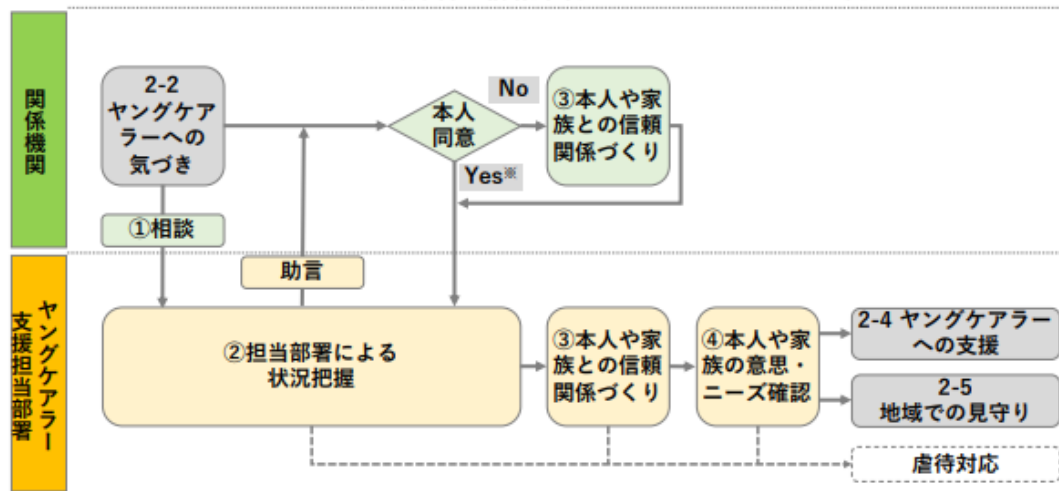 関係機関
2-2
ヤングケア
ラーへの
気づき
本人
同意
No
③本人や家
族との信頼
関係づくり
Yes※
①相談
助言
ヤングケアラー
支援担当部署
②担当部署による
状況把握
③本人や家
族との信頼
関係づくり
④本人や家
族の意思・
ニーズ確認
2-4 ヤングケアラー
への支援
2-5
地域での見守り
虐待対応